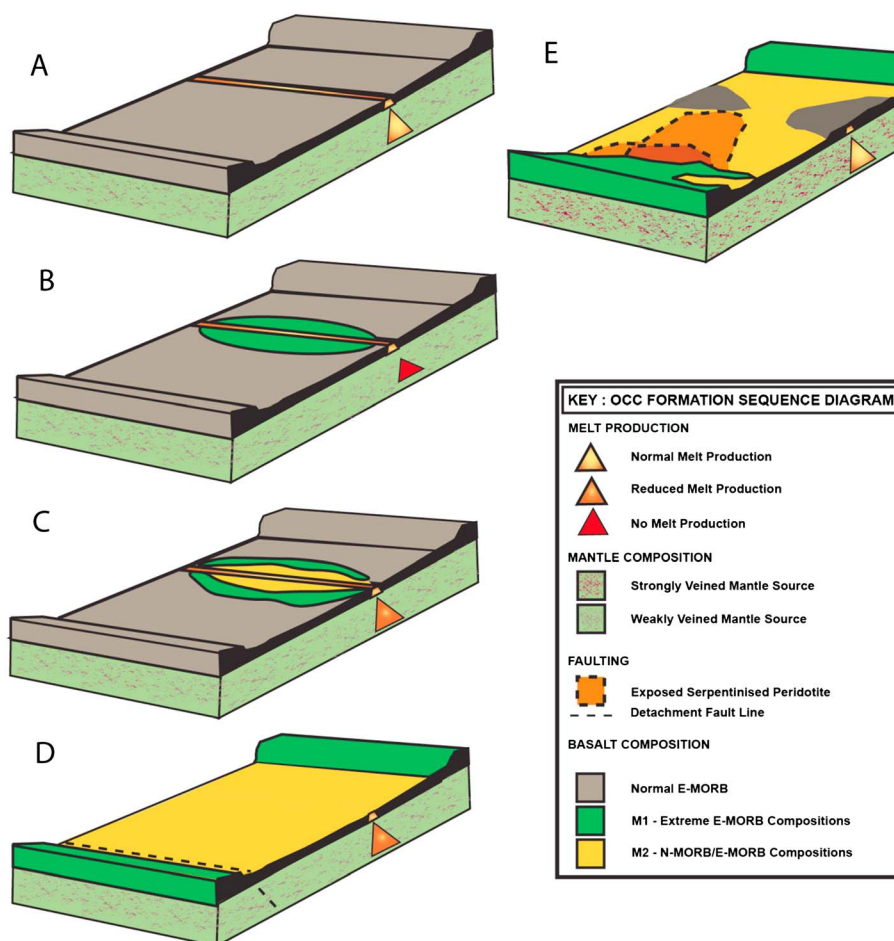 A
B
C
D
E
KEY : OCC FORMATION SEQUENCE DIAGRAM
MELT PRODUCTION
Normal Melt Production
Reduced Melt Production
No Melt Production
MANTLE COMPOSITION
Strongly Veined Mantle Source
Weakly Veined Mantle Source
FAULTING
Exposed Serpentinised Peridotite
Detachment Fault Line
BASALT COMPOSITION
Normal E-MORB
M1 - Extreme E-MORB Compositions
M2 - N-MORB/E-MORB Compositions